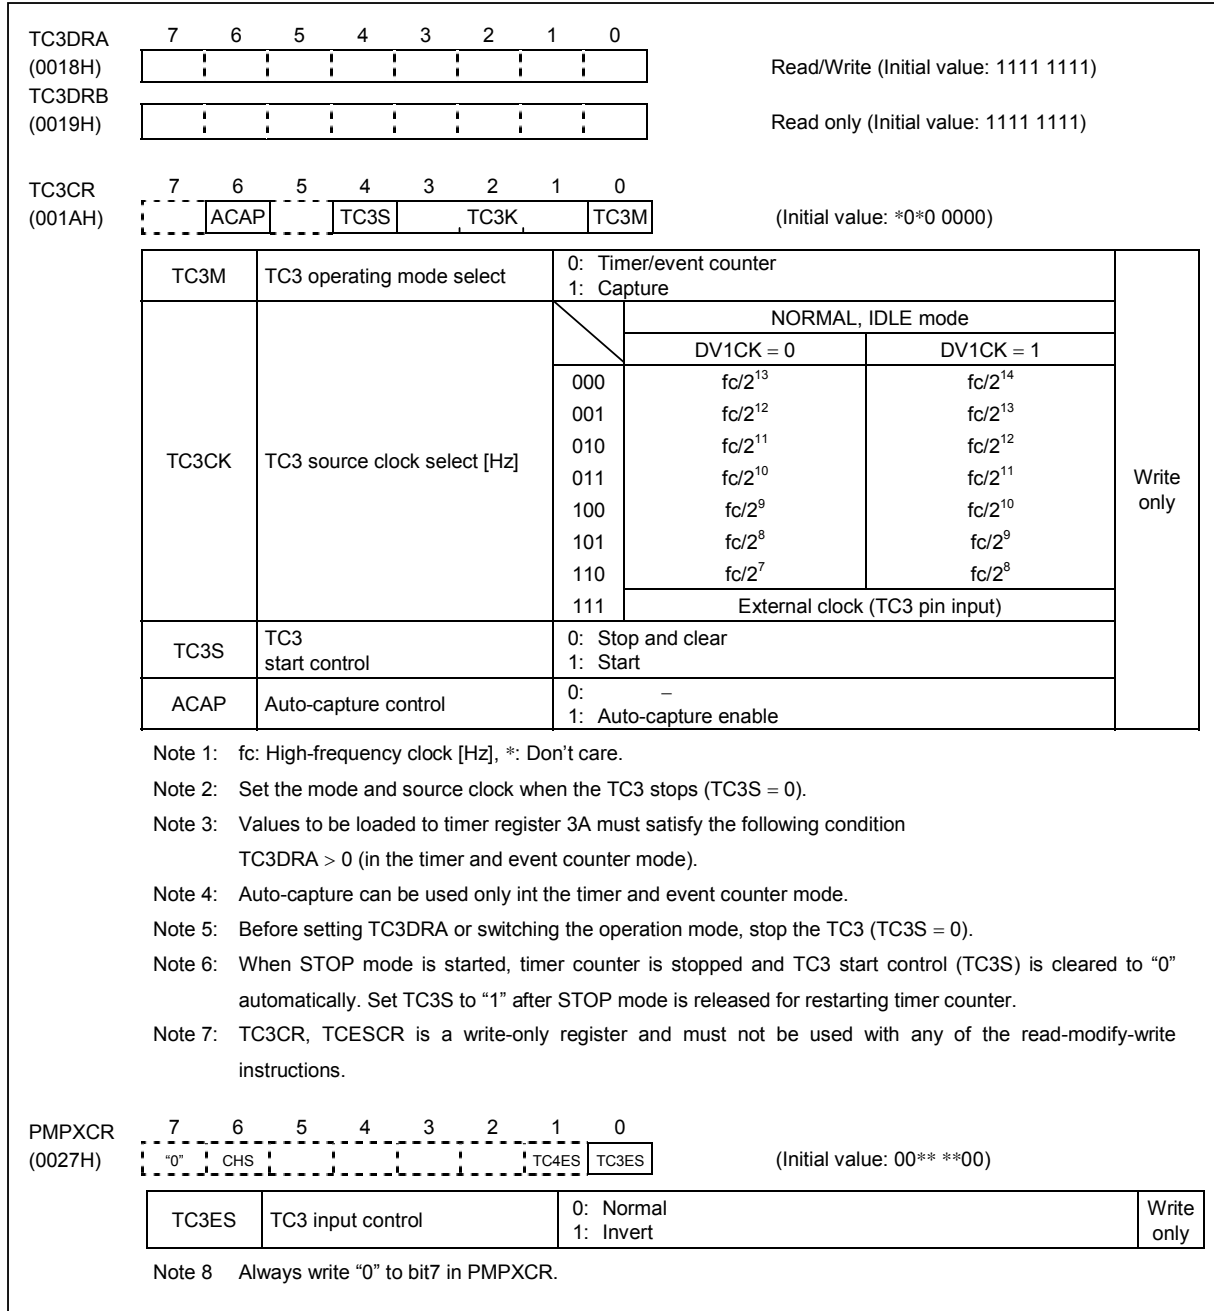 TC3DRA 7 6 5 4 3 2 1 0
(0018H) Read/Write (Initial value: 1111 1111)
TC3DRB
(0019H) Read only (Initial value: 1111 1111)
TC3CR 7 6 5 4 3 2 1 0
(001AH) ACAP TC3S TC3K TC3M (Initial value: *0*0 0000)
TC3M TC3 operating mode select 0: Timer/event counter
1: Capture
NORMAL, IDLE mode
DV1CK = 0 DV1CK = 1
000 fc/2^13 fc/2^14
001 fc/2^12 fc/2^13
010 fc/2^11 fc/2^12
TC3CK TC3 source clock select [Hz]
011 fc/2^10 fc/2^11
Write
only
100 fc/2^9 fc/2^10
101 fc/2^8 fc/2^9
110 fc/2^7 fc/2^8
111 External clock (TC3 pin input)
TC3S TC3
start control 0: Stop and clear
1: Start
ACAP Auto-capture control 0: –
1: Auto-capture enable
Note 1: fc: High-frequency clock [Hz], *: Don't care.
Note 2: Set the mode and source clock when the TC3 stops (TC3S = 0).
Note 3: Values to be loaded to timer register 3A must satisfy the following condition
TC3DRA > 0 (in the timer and event counter mode).
Note 4: Auto-capture can be used only int the timer and event counter mode.
Note 5: Before setting TC3DRA or switching the operation mode, stop the TC3 (TC3S = 0).
Note 6: When STOP mode is started, timer counter is stopped and TC3 start control (TC3S) is cleared to “0”
automatically. Set TC3S to “1” after STOP mode is released for restarting timer counter.
Note 7: TC3CR, TCESCR is a write-only register and must not be used with any of the read-modify-write
instructions.
PMPXCR 7 6 5 4 3 2 1 0
(0027H) “0” CHS TC4ES TC3ES (Initial value: 00** **00)
TC3ES TC3 input control 0: Normal
1: Invert
Write
only
Note 8 Always write “0” to bit7 in PMPXCR.